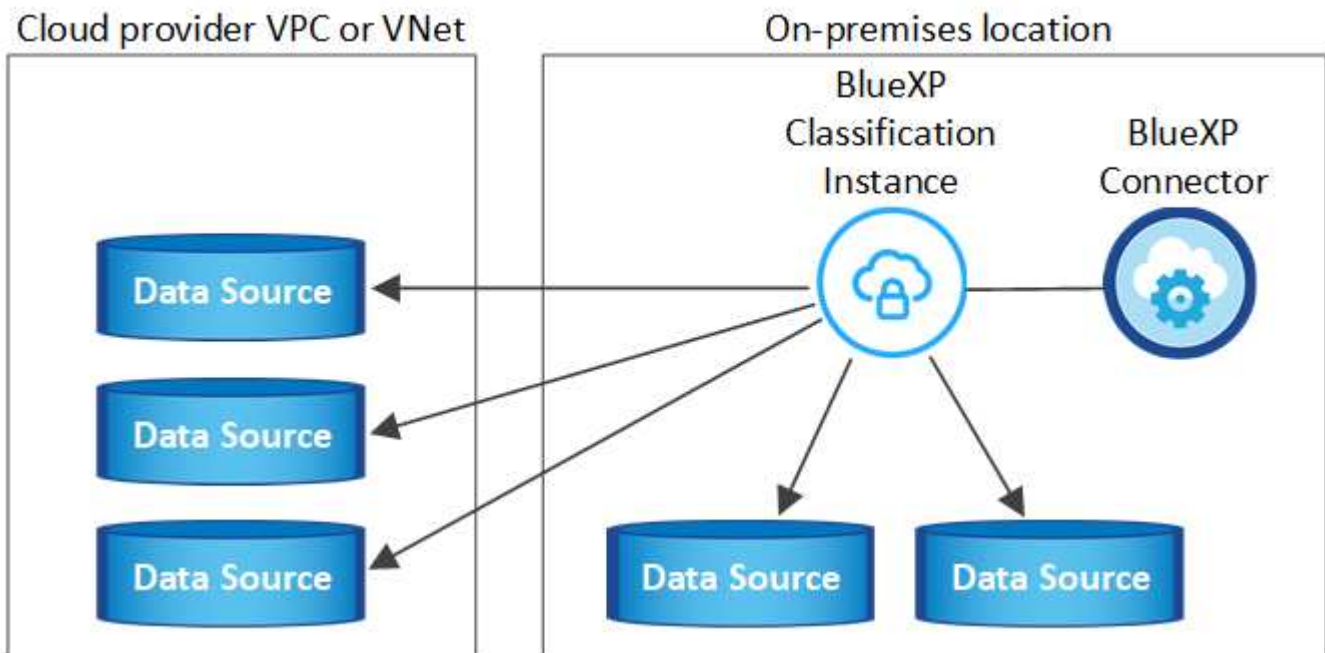 Cloud provider VPC or VNet
On-premises location
BlueXP
Classification
Instance
BlueXP
Connector
Data Source
Data Source
Data Source
Data Source
Data Source